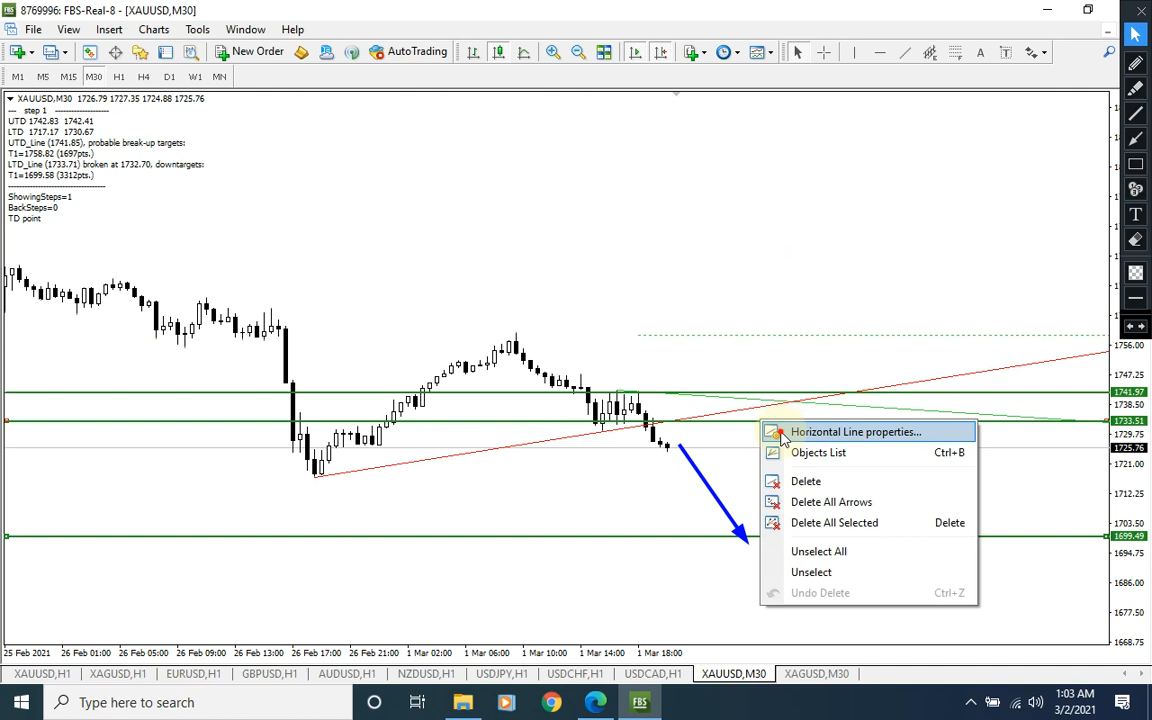 8769996: FBS-Real-8 - [XAUUSD,M30]
File View Insert Charts Tools Window Help
New Order AutoTrading A T
M1 M5 M15 M30 H1 H4 D1 W1 MN
XAUUSD,M30 1726.79 1727.35 1724.88 1725.76
--- step 1 --------------------
UTD 1742.83 1742.41
LTD 1717.17 1730.67
UTD_Line (1741.85), probable break-up targets:
T1=1758.82 (1697pts.)
LTD_Line (1733.71) broken at 1732.70, downtargets:
T1=1699.58 (3312pts.)
------------------------------------
ShowingSteps=1
BackSteps=0
TD point
1756.00
1747.25
1741.97
1738.50
1733.51
1729.75
1725.76
1721.00
1712.25
1703.50
1699.49
1694.75
1686.00
1677.50
1668.75
Horizontal Line properties...
Objects List Ctrl+B
Delete
Delete All Arrows
Delete All Selected Delete
Unselect All
Unselect
Undo Delete Ctrl+Z
25 Feb 2021 26 Feb 01:00 26 Feb 05:00 26 Feb 09:00 26 Feb 13:00 26 Feb 17:00 26 Feb 21:00 1 Mar 02:00 1 Mar 06:00 1 Mar 10:00 1 Mar 14:00 1 Mar 18:00
XAUUSD,H1 XAGUSD,H1 EURUSD,H1 GBPUSD,H1 AUDUSD,H1 NZDUSD,H1 USDJPY,H1 USDCHF,H1 USDCAD,H1 XAUUSD,M30 XAGUSD,M30
Type here to search
FBS
1:03 AM
3/2/2021